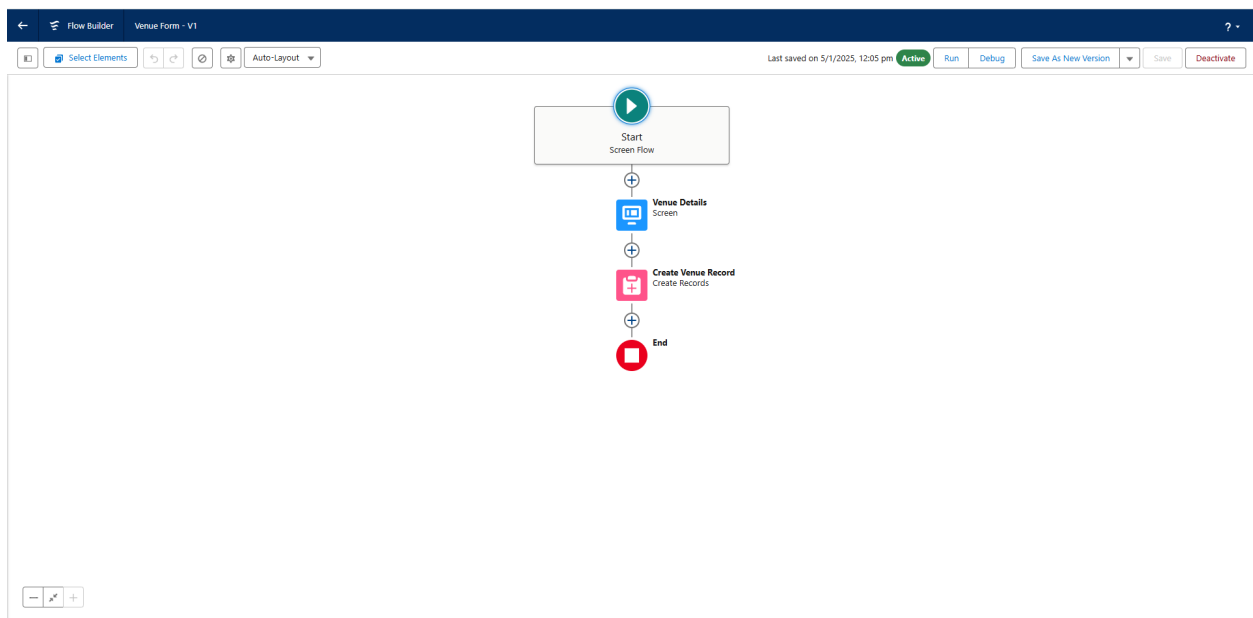 Flow Builder
Venue Form - V1
?
Select Elements
Auto-Layout
Last saved on 5/1/2025, 12:05 pm
Active
Run
Debug
Save As New Version
Save
Deactivate
Start
Screen Flow
Venue Details
Screen
Create Venue Record
Create Records
End